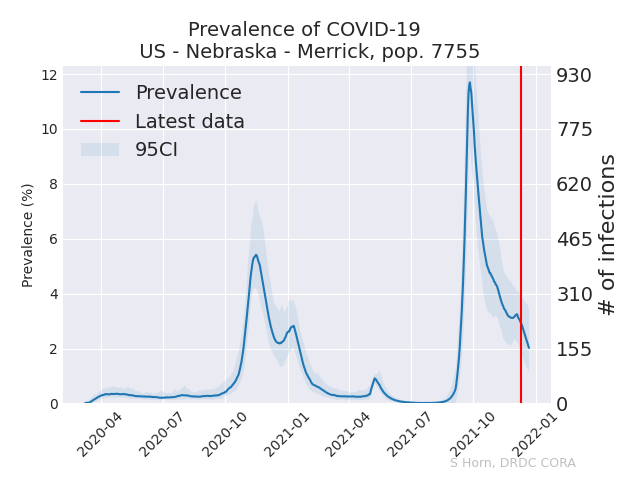 Prevalence of COVID-19
US - Nebraska - Merrick, pop. 7755
Prevalence
Latest data
95CI
Prevalence (%)
12
10
8
6
4
2
0
# of infections
930
775
620
465
310
155
0
2020-04
2020-07
2020-10
2021-01
2021-04
2021-07
2021-10
2022-01
S Horn, DRDC CORA